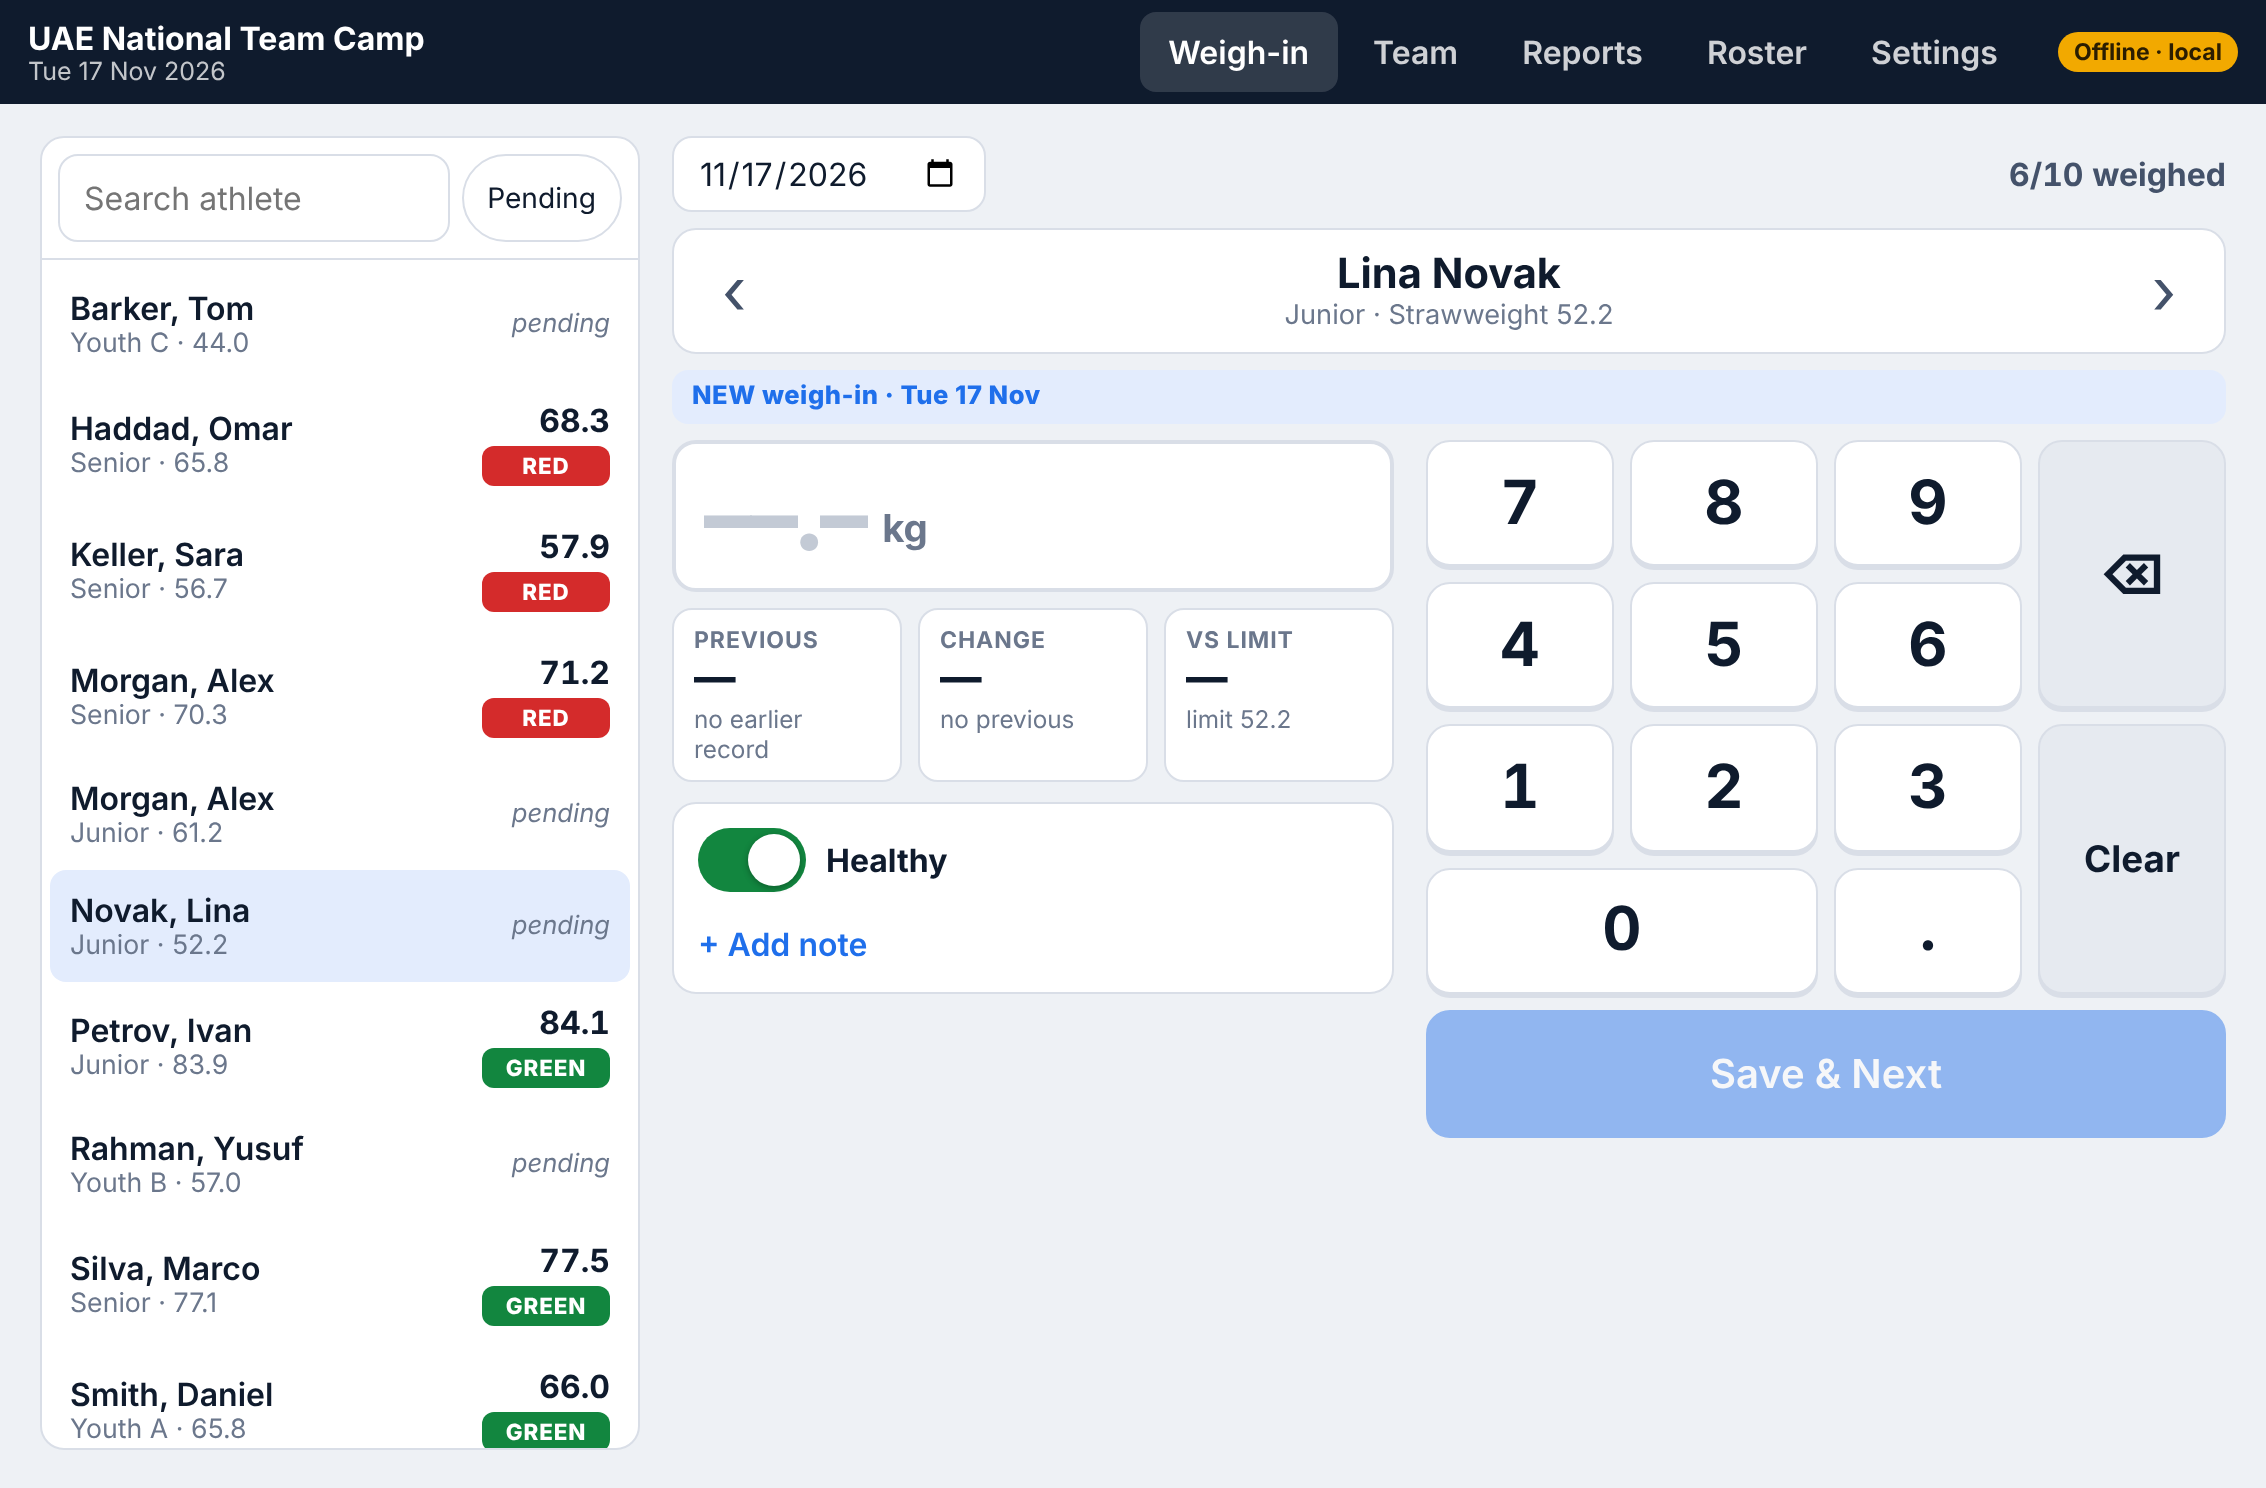 UAE National Team Camp
Tue 17 Nov 2026
Weigh-in
Team
Reports
Roster
Settings
Offline · local
Search athlete
Pending
Barker, Tom
Youth C · 44.0
pending
Haddad, Omar
Senior · 65.8
68.3
RED
Keller, Sara
Senior · 56.7
57.9
RED
Morgan, Alex
Senior · 70.3
71.2
RED
Morgan, Alex
Junior · 61.2
pending
Novak, Lina
Junior · 52.2
pending
Petrov, Ivan
Junior · 83.9
84.1
GREEN
Rahman, Yusuf
Youth B · 57.0
pending
Silva, Marco
Senior · 77.1
77.5
GREEN
Smith, Daniel
Youth A · 65.8
66.0
GREEN
11/17/2026
6/10 weighed
‹
Lina Novak
Junior · Strawweight 52.2
›
NEW weigh-in · Tue 17 Nov
——.— kg
PREVIOUS
—
no earlier
record
CHANGE
—
no previous
VS LIMIT
—
limit 52.2
Healthy
+ Add note
7
8
9
⌫
4
5
6
1
2
3
Clear
0
.
Save & Next